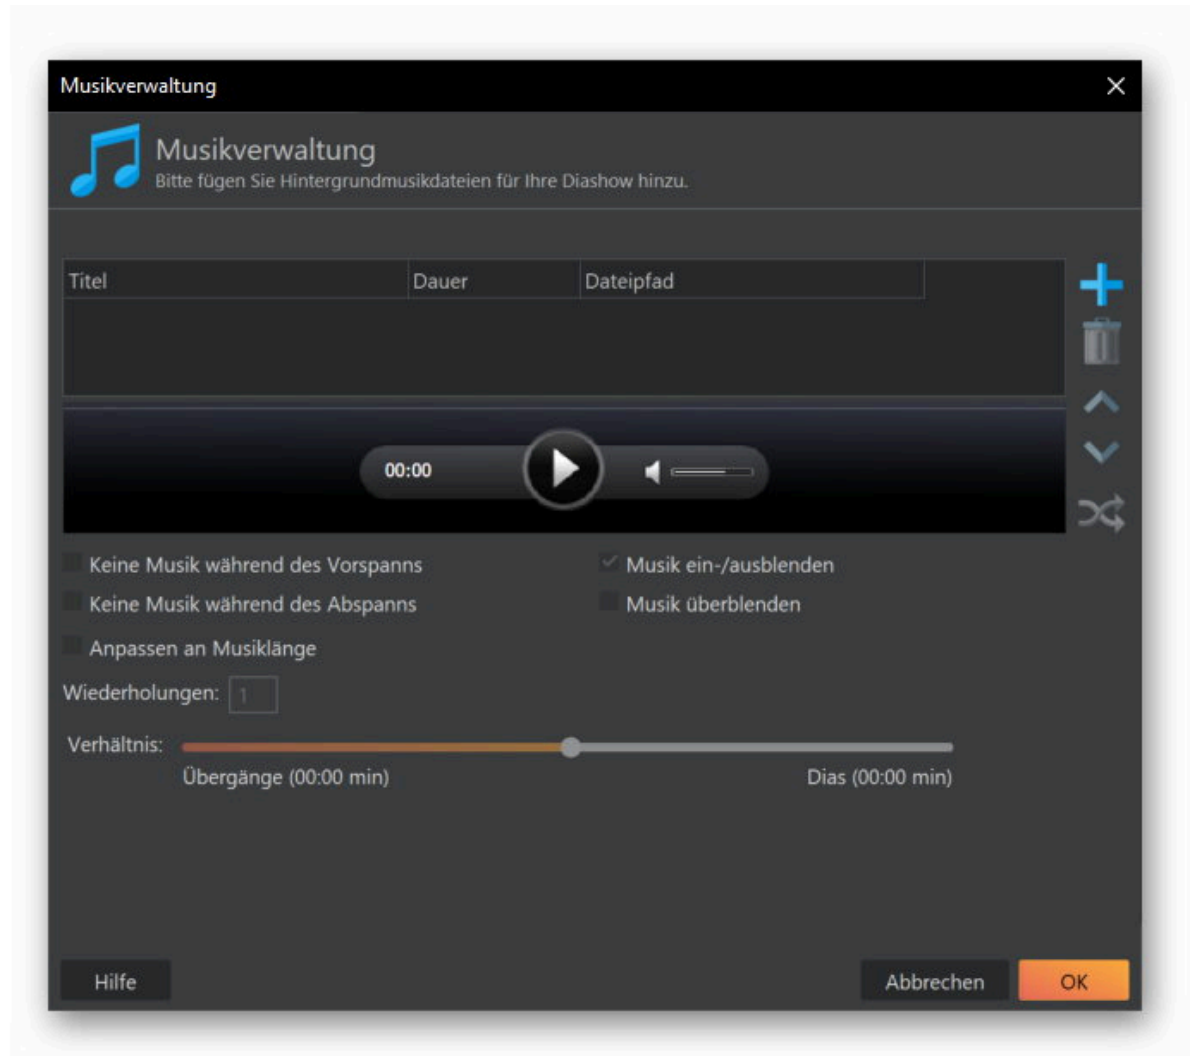 Musikverwaltung
Musikverwaltung
Bitte fügen Sie Hintergrundmusikdateien für Ihre Diashow hinzu.
Titel Dauer Dateipfad
00:00
Keine Musik während des Vorspanns Musik ein-/ausblenden
Keine Musik während des Abspanns Musik überblenden
Anpassen an Musiklänge
Wiederholungen: 1
Verhältnis:
Übergänge (00:00 min) Dias (00:00 min)
Hilfe Abbrechen OK